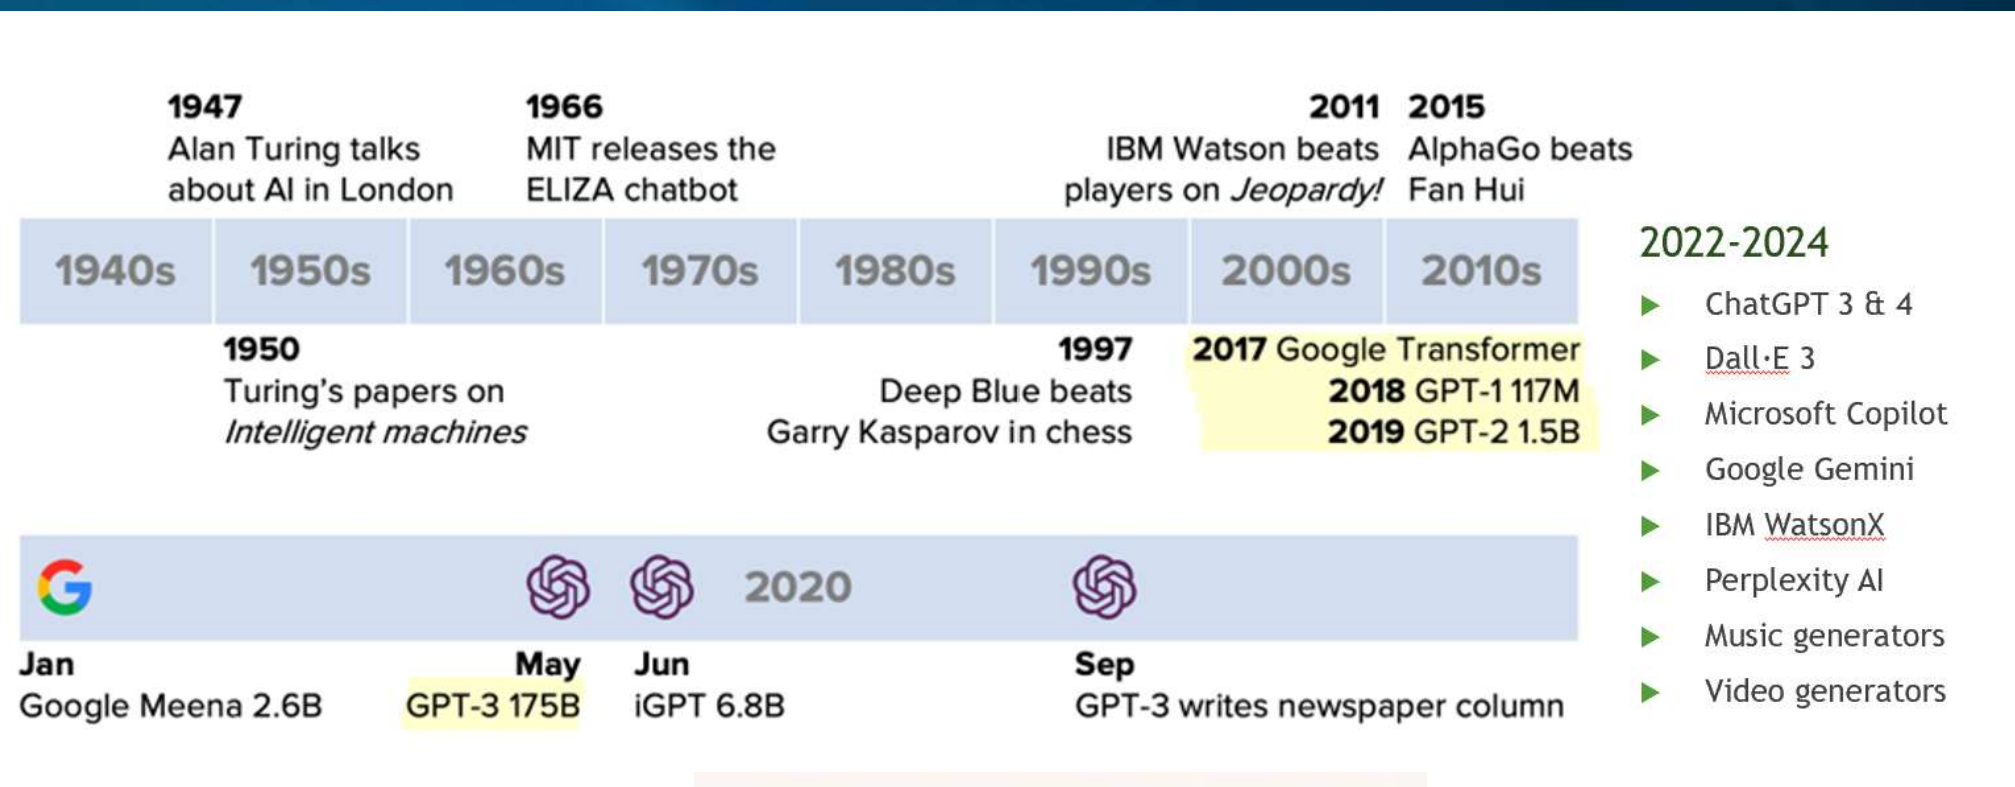 1947
Alan Turing talks
about AI in London
1966
MIT releases the
ELIZA chatbot
2011
IBM Watson beats
players on Jeopardy!
2015
AlphaGo beats
Fan Hui
1940s 1950s 1960s 1970s 1980s 1990s 2000s 2010s
1950
Turing's papers on
Intelligent machines
1997
Deep Blue beats
Garry Kasparov in chess
2017 Google Transformer
2018 GPT-1 117M
2019 GPT-2 1.5B
2020
Jan
Google Meena 2.6B
May
GPT-3 175B
Jun
iGPT 6.8B
Sep
GPT-3 writes newspaper column
2022-2024
ChatGPT 3 & 4
Dall·E 3
Microsoft Copilot
Google Gemini
IBM WatsonX
Perplexity AI
Music generators
Video generators